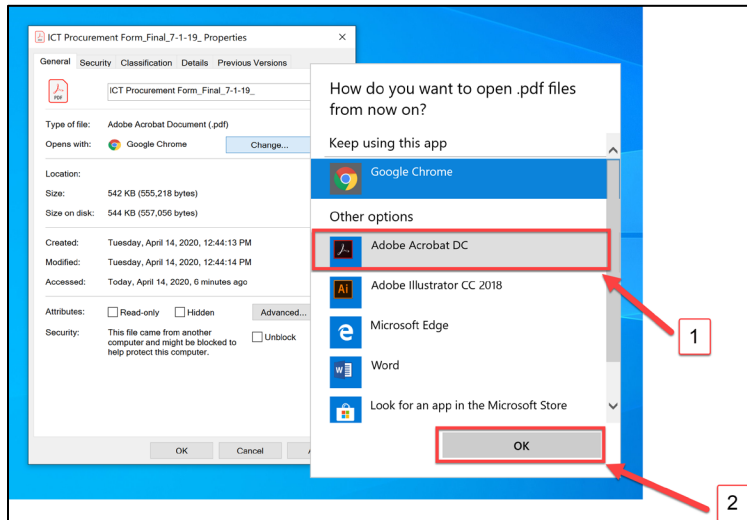 ICT Procurement Form_Final_7-1-19_ Properties
General Security Classification Details Previous Versions
PDF
ICT Procurement Form_Final_7-1-19_
Type of file: Adobe Acrobat Document (.pdf)
Opens with: Google Chrome Change...
Location:
Size: 542 KB (555,218 bytes)
Size on disk: 544 KB (557,056 bytes)
Created: Tuesday, April 14, 2020, 12:44:13 PM
Modified: Tuesday, April 14, 2020, 12:44:14 PM
Accessed: Today, April 14, 2020, 6 minutes ago
Attributes: Read-only Hidden Advanced...
Security: This file came from another
computer and might be blocked to
help protect this computer.
Unblock
OK Cancel
How do you want to open .pdf files
from now on?
Keep using this app
Google Chrome
Other options
Adobe Acrobat DC
Ai Adobe Illustrator CC 2018
Microsoft Edge
Word
Look for an app in the Microsoft Store
OK
1
2